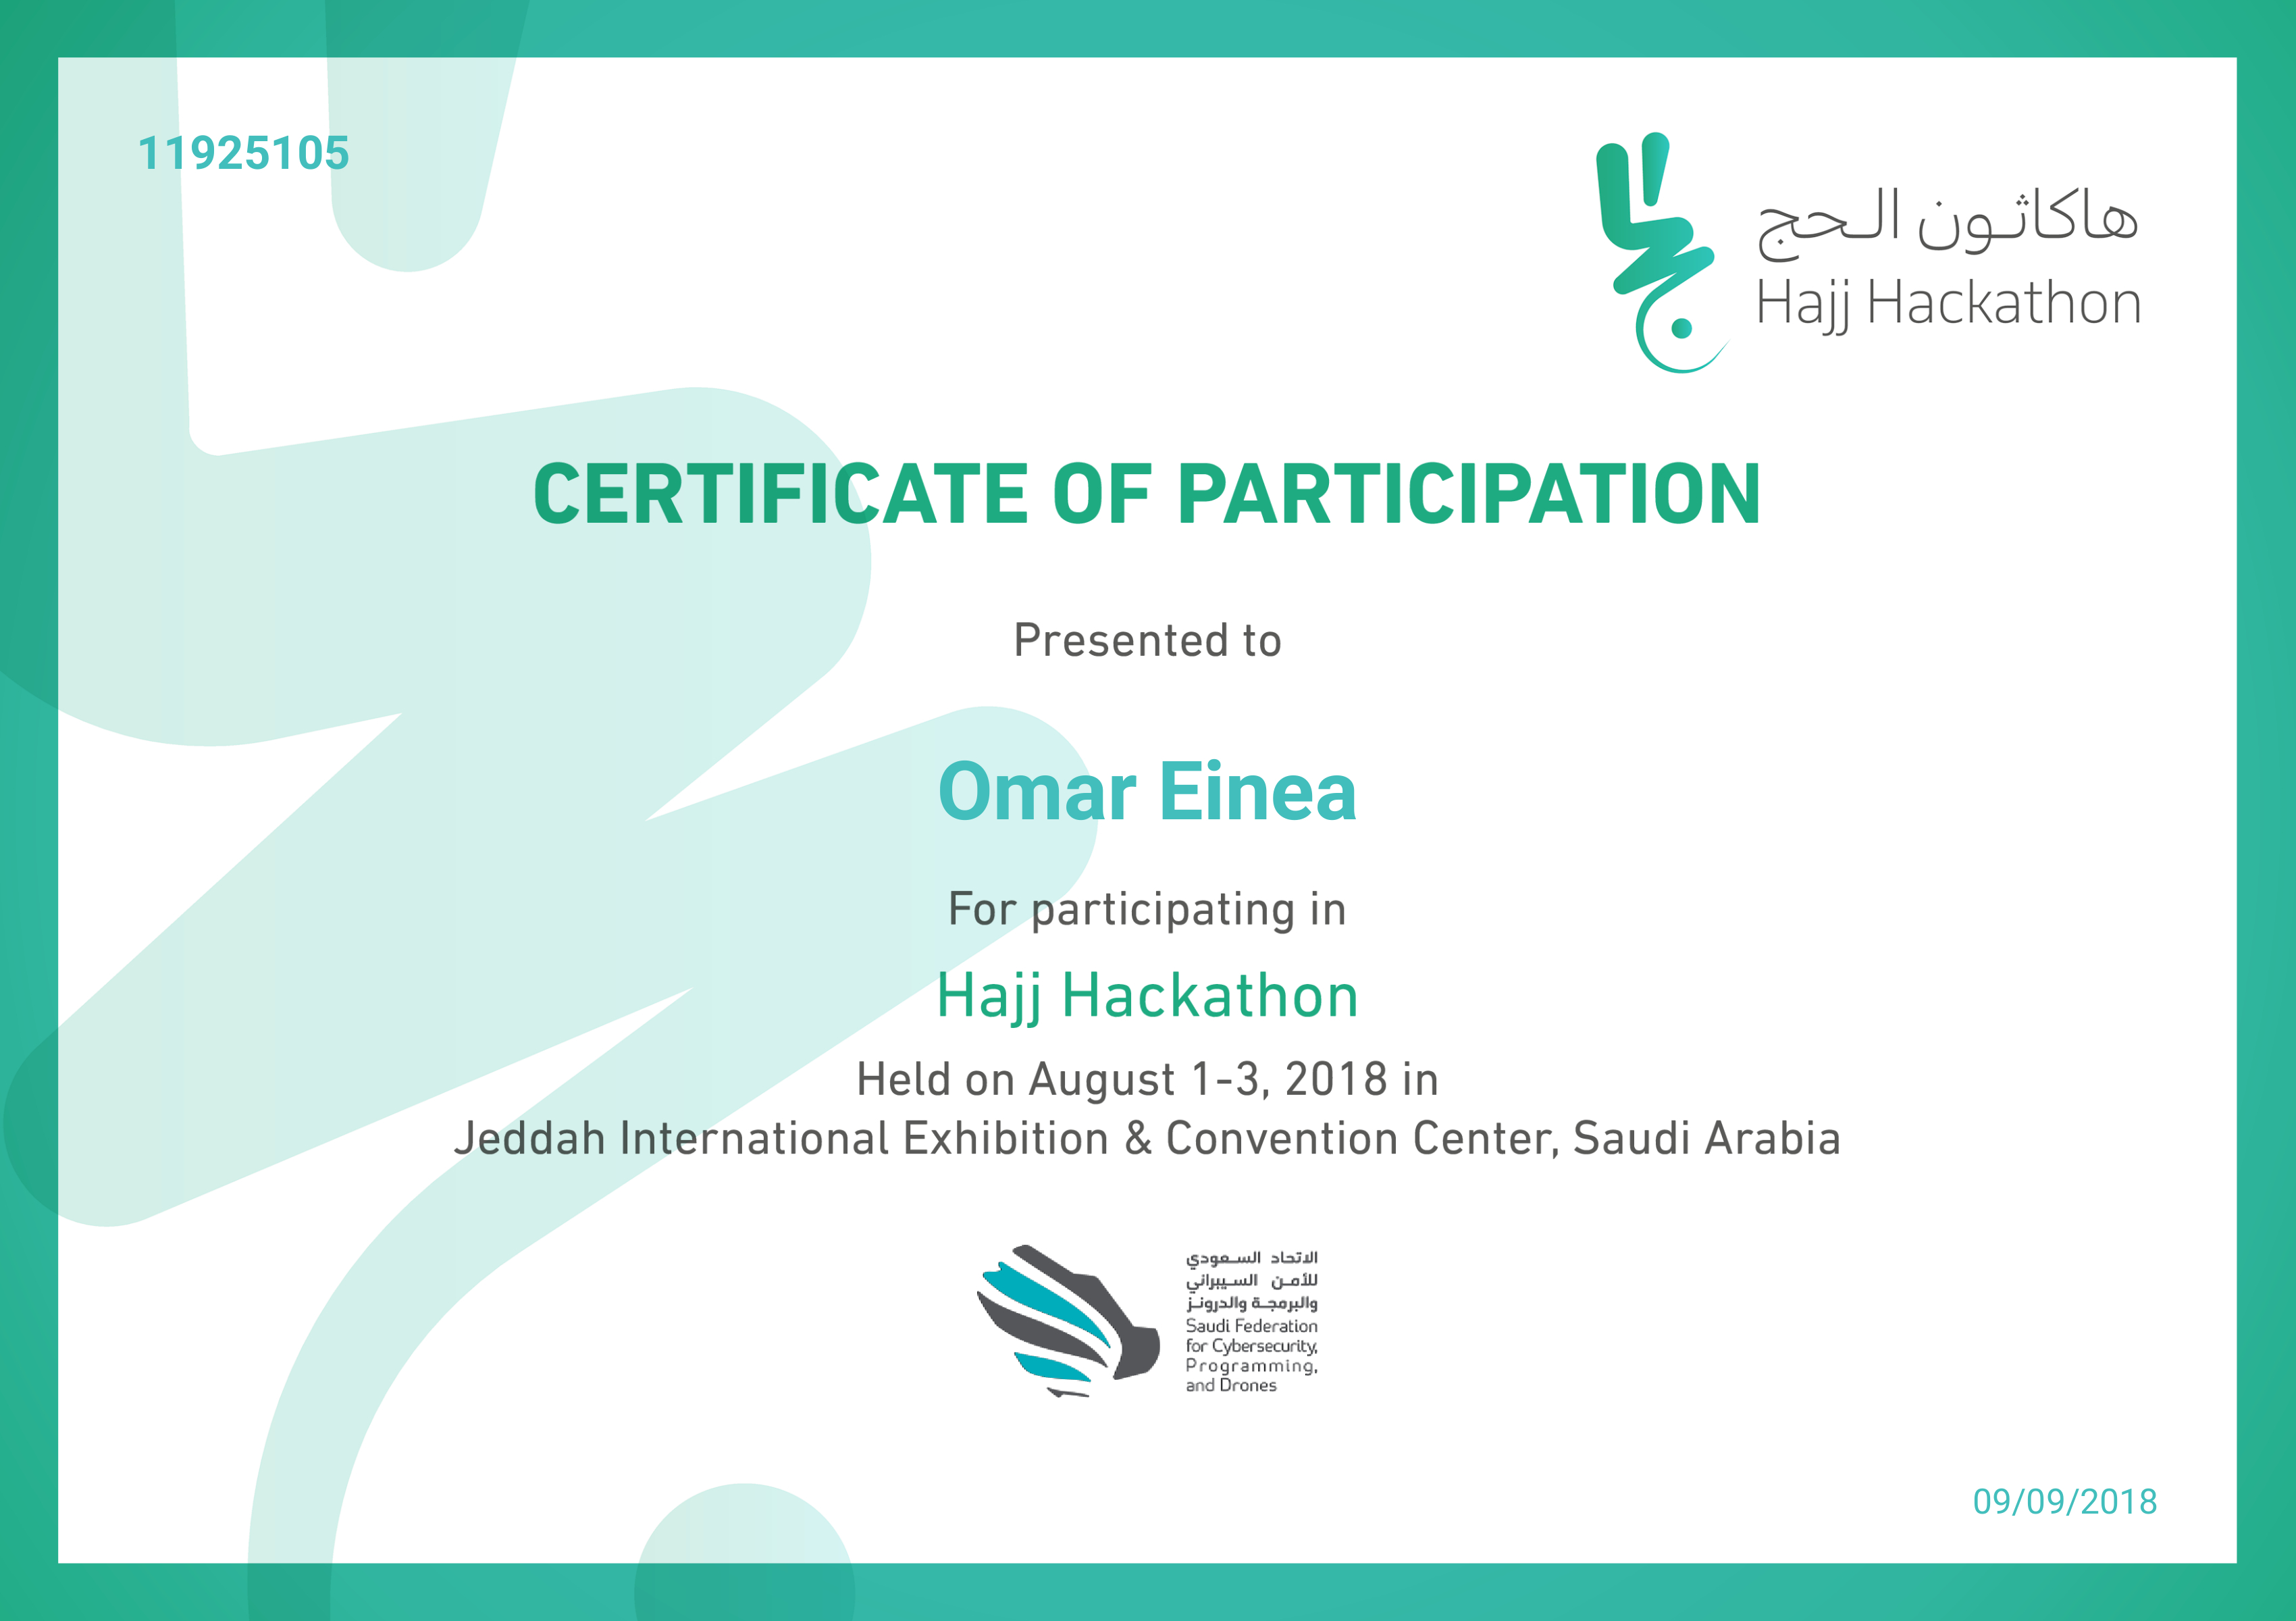 11925105
هاكاثون الحج
Hajj Hackathon
CERTIFICATE OF PARTICIPATION
Presented to
Omar Einea
For participating in
Hajj Hackathon
Held on August 1-3, 2018 in
Jeddah International Exhibition & Convention Center, Saudi Arabia
الاتحاد السعودي
للأمن السيبراني
والبرمجة والدرونز
Saudi Federation
for Cybersecurity,
Programming,
and Drones
09/09/2018